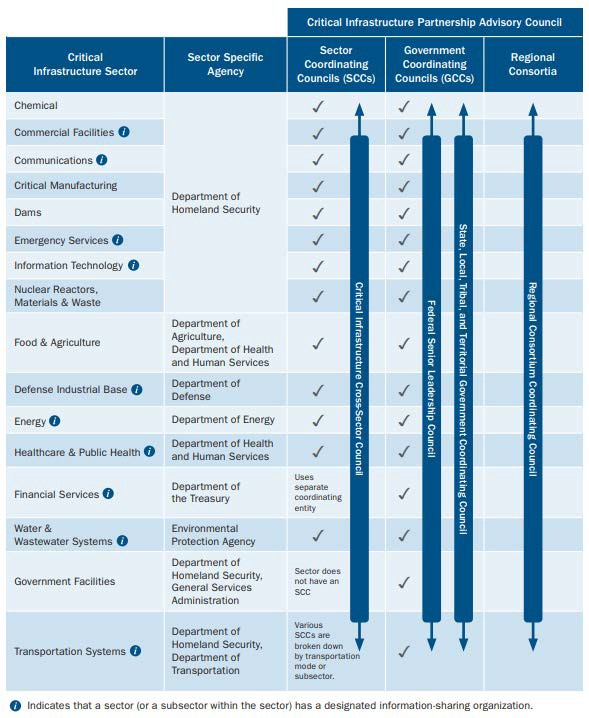 Critical Infrastructure Partnership Advisory Council
Critical
Infrastructure Sector
Sector Specific
Agency
Sector
Coordinating
Councils (SCCs)
Government
Coordinating
Councils (GCCs)
Regional
Consortia
Chemical
✓
✓
Commercial Facilities i
✓
✓
Communications i
✓
✓
Critical Manufacturing
✓
✓
Dams
✓
✓
Emergency Services i
✓
✓
Information Technology i
✓
✓
Nuclear Reactors,
Materials & Waste
✓
✓
Department of
Homeland Security
Food & Agriculture
Department of
Agriculture,
Department of Health
and Human Services
✓
✓
Defense Industrial Base i
Department of
Defense
✓
✓
Energy i
Department of Energy
✓
✓
Healthcare & Public Health i
Department of Health
and Human Services
✓
✓
Financial Services i
Department of
the Treasury
Uses
separate
coordinating
entity
✓
Water &
Wastewater Systems i
Environmental
Protection Agency
✓
✓
Government Facilities
Department of
Homeland Security,
General Services
Administration
Sector does
not have an
SCC
✓
Transportation Systems i
Department of
Homeland Security,
Department of
Transportation
Various
SCCs are
broken down
by transportation
mode or
subsector.
✓
Critical Infrastructure Cross-Sector Council
Federal Senior Leadership Council
State, Local, Tribal, and Territorial Government Coordinating Council
Regional Consortium Coordinating Council
i Indicates that a sector (or a subsector within the sector) has a designated information-sharing organization.